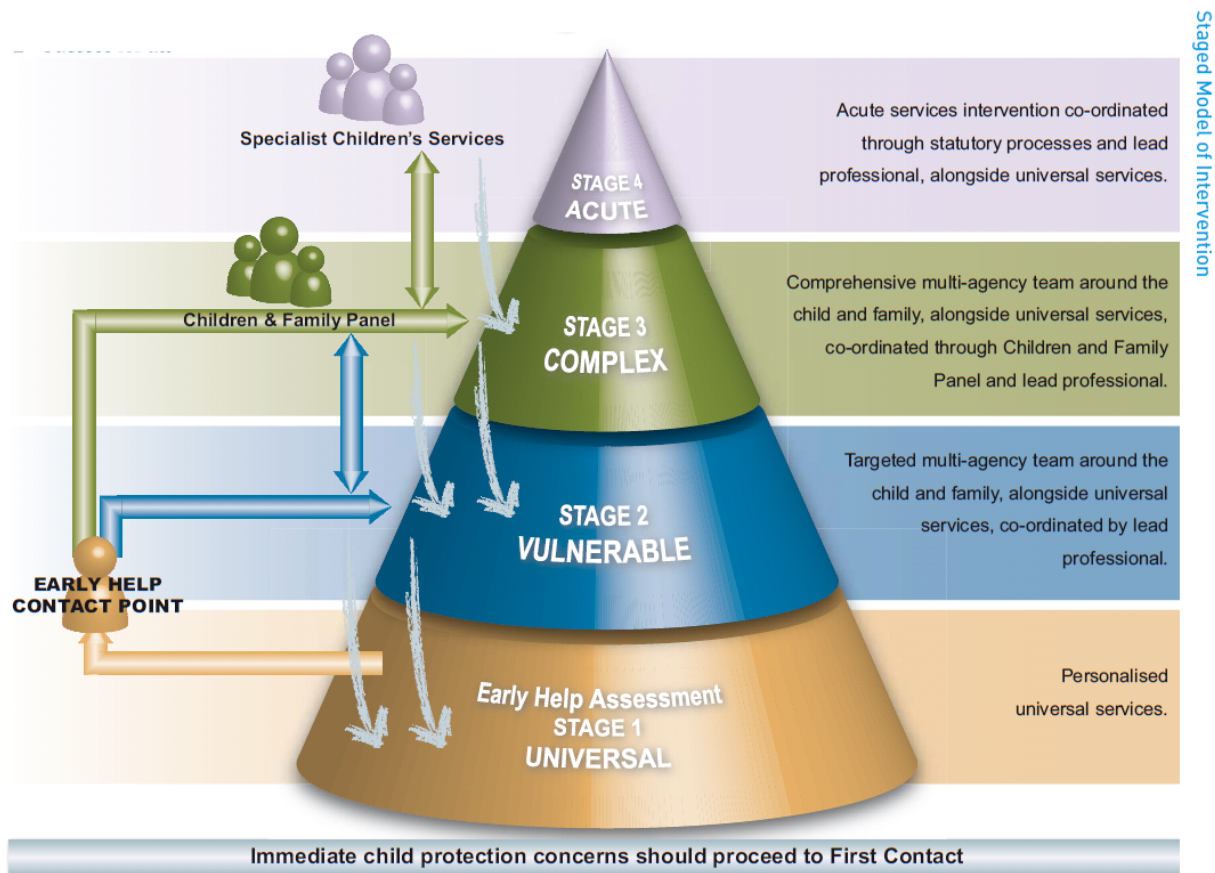 Staged Model of Intervention
Specialist Children's Services
STAGE 4
ACUTE
Acute services intervention co-ordinated
through statutory processes and lead
professional, alongside universal services.
Children & Family Panel
STAGE 3
COMPLEX
Comprehensive multi-agency team around the
child and family, alongside universal services,
co-ordinated through Children and Family
Panel and lead professional.
STAGE 2
VULNERABLE
Targeted multi-agency team around the
child and family, alongside universal
services, co-ordinated by lead
professional.
EARLY HELP
CONTACT POINT
Early Help Assessment
STAGE 1
UNIVERSAL
Personalised
universal services.
Immediate child protection concerns should proceed to First Contact